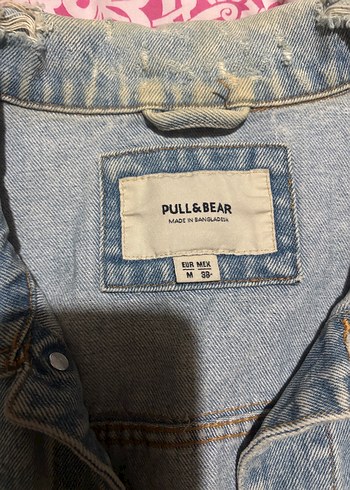 PULL&BEAR
MADE IN BANGLADESH
EUR MEX
M 38-